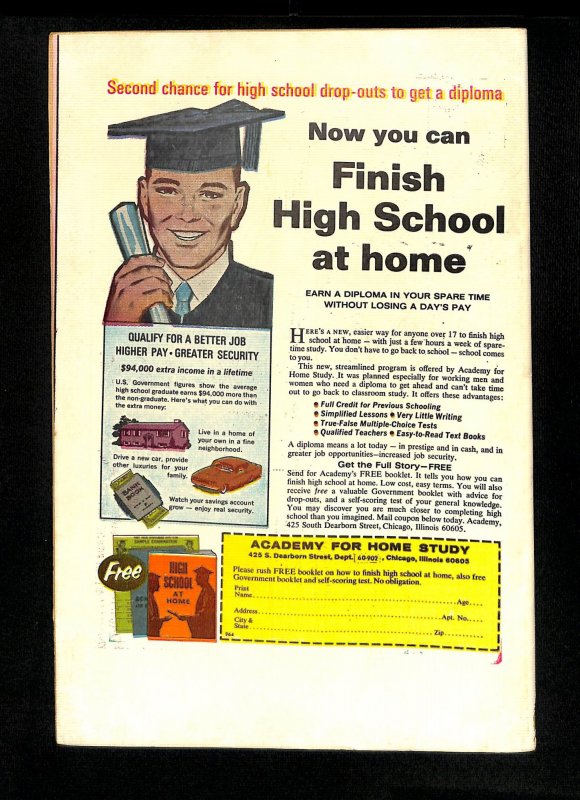 Second chance for high school drop-outs to get a diploma
Now you can
Finish
High School
at home
EARN A DIPLOMA IN YOUR SPARE TIME
WITHOUT LOSING A DAY'S PAY
HERE'S A NEW, easier way for anyone over 17 to finish high
school at home — with just a few hours a week of spare-
time study. You don't have to go back to school — school comes
to you.
This new, streamlined program is offered by Academy for
Home Study. It was planned especially for working men and
women who need a diploma to get ahead and can't take time
out to go back to classroom study. It offers these advantages:
• Full Credit for Previous Schooling
• Simplified Lessons • Very Little Writing
• True-False Multiple-Choice Tests
• Qualified Teachers • Easy-to-Read Text Books
A diploma means a lot today — in prestige and in cash, and in
greater job opportunities—increased job security.
Get the Full Story—FREE
Send for Academy's FREE booklet. It tells you how you can
finish high school at home. Low cost, easy terms. You will also
receive free a valuable Government booklet with advice for
drop-outs, and a self-scoring test of your general knowledge.
You may discover you are much closer to completing high
school than you imagined. Mail coupon below today. Academy,
425 South Dearborn Street, Chicago, Illinois 60605.
QUALIFY FOR A BETTER JOB
HIGHER PAY • GREATER SECURITY
$94,000 extra income in a lifetime
U.S. Government figures show the average
high school graduate earns $94,000 more than
the non-graduate. Here's what you can do with
the extra money:
Live in a home of
your own in a fine
neighborhood.
Drive a new car, provide
other luxuries for your
family.
BANK
BOOK
Watch your savings account
grow — enjoy real security.
Free
SAMPLE EXAMINATION
HIGH
SCHOOL
AT
HOME
ACADEMY FOR HOME STUDY
425 S. Dearborn Street, Dept. 60-902, Chicago, Illinois 60605
Please rush FREE booklet on how to finish high school at home, also free
Government booklet and self-scoring test. No obligation.
Print
Name Age
Address Apt. No.
City &
State Zip
964